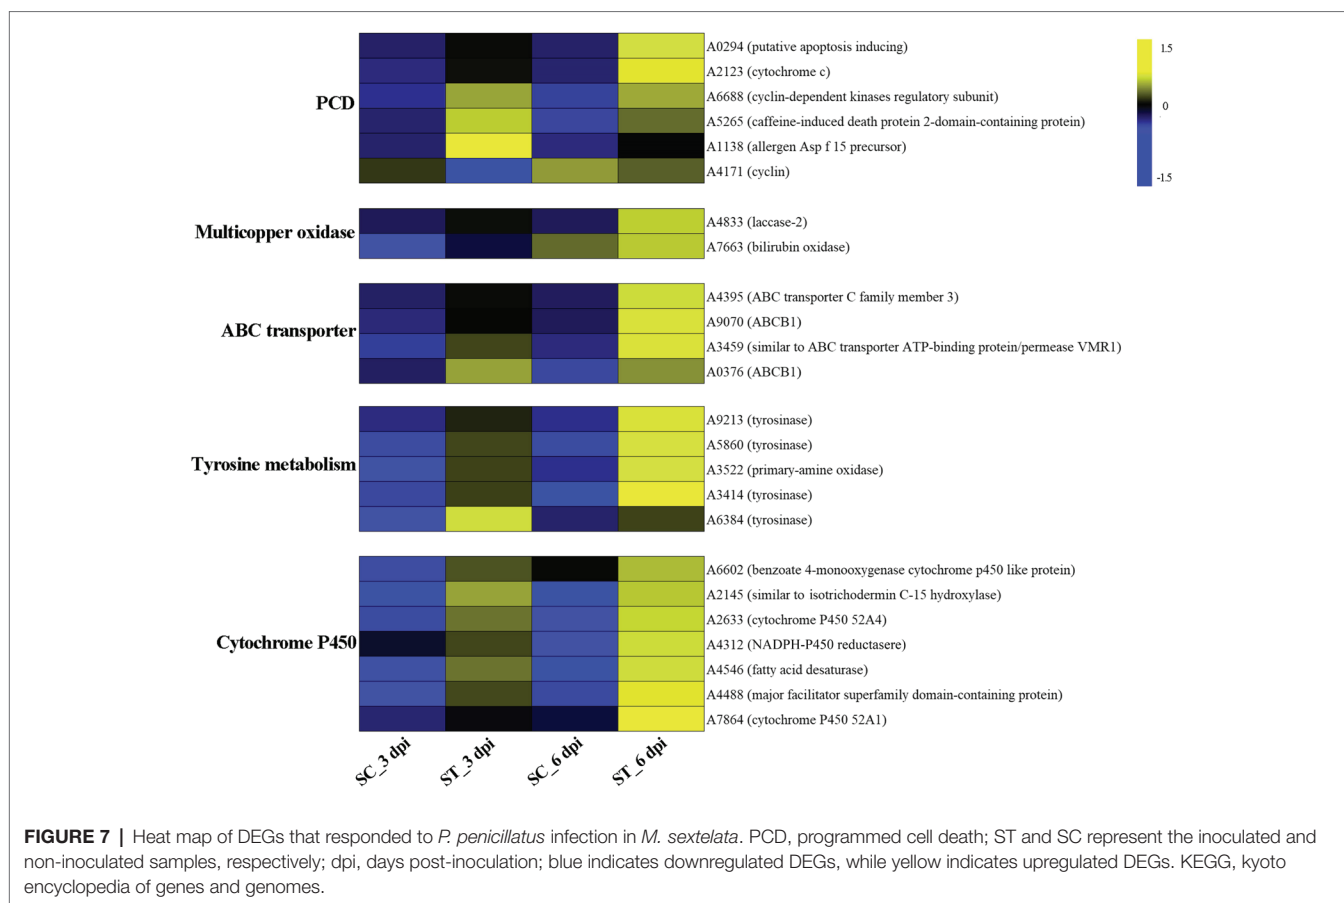 A0294 (putative apoptosis inducing)
A2123 (cytochrome c)
PCD
A6688 (cyclin-dependent kinases regulatory subunit)
A5265 (caffeine-induced death protein 2-domain-containing protein)
A1138 (allergen Asp f 15 precursor)
A4171 (cyclin)
1.5
0
-1.5
Multicopper oxidase
A4833 (laccase-2)
A7663 (bilirubin oxidase)
ABC transporter
A4395 (ABC transporter C family member 3)
A9070 (ABCB1)
A3459 (similar to ABC transporter ATP-binding protein/permease VMR1)
A0376 (ABCB1)
Tyrosine metabolism
A9213 (tyrosinase)
A5860 (tyrosinase)
A3522 (primary-amine oxidase)
A3414 (tyrosinase)
A6384 (tyrosinase)
Cytochrome P450
A6602 (benzoate 4-monooxygenase cytochrome p450 like protein)
A2145 (similar to isotrichodermin C-15 hydroxylase)
A2633 (cytochrome P450 52A4)
A4312 (NADPH-P450 reductasere)
A4546 (fatty acid desaturase)
A4488 (major facilitator superfamily domain-containing protein)
A7864 (cytochrome P450 52A1)
SC_3 dpi
ST_3 dpi
SC_6 dpi
ST_6 dpi
FIGURE 7 | Heat map of DEGs that responded to P. penicillatus infection in M. sextelata. PCD, programmed cell death; ST and SC represent the inoculated and
non-inoculated samples, respectively; dpi, days post-inoculation; blue indicates downregulated DEGs, while yellow indicates upregulated DEGs. KEGG, kyoto
encyclopedia of genes and genomes.